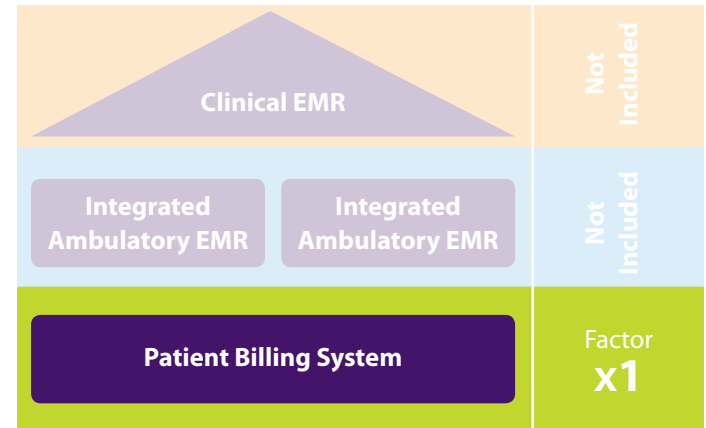 Clinical EMR
Not
Included
Integrated
Ambulatory EMR
Integrated
Ambulatory EMR
Not
Included
Patient Billing System
Factor
x1